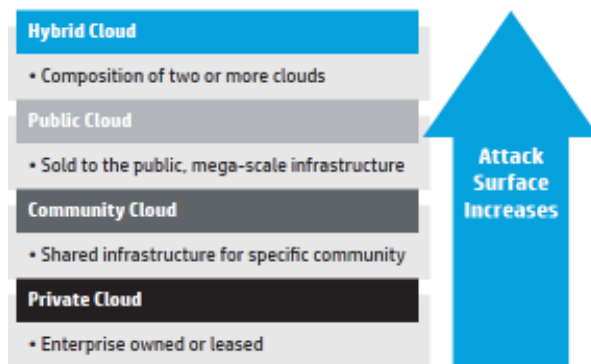 Hybrid Cloud
• Composition of two or more clouds
Public Cloud
• Sold to the public, mega-scale infrastructure
Community Cloud
• Shared infrastructure for specific community
Private Cloud
• Enterprise owned or leased
Attack
Surface
Increases